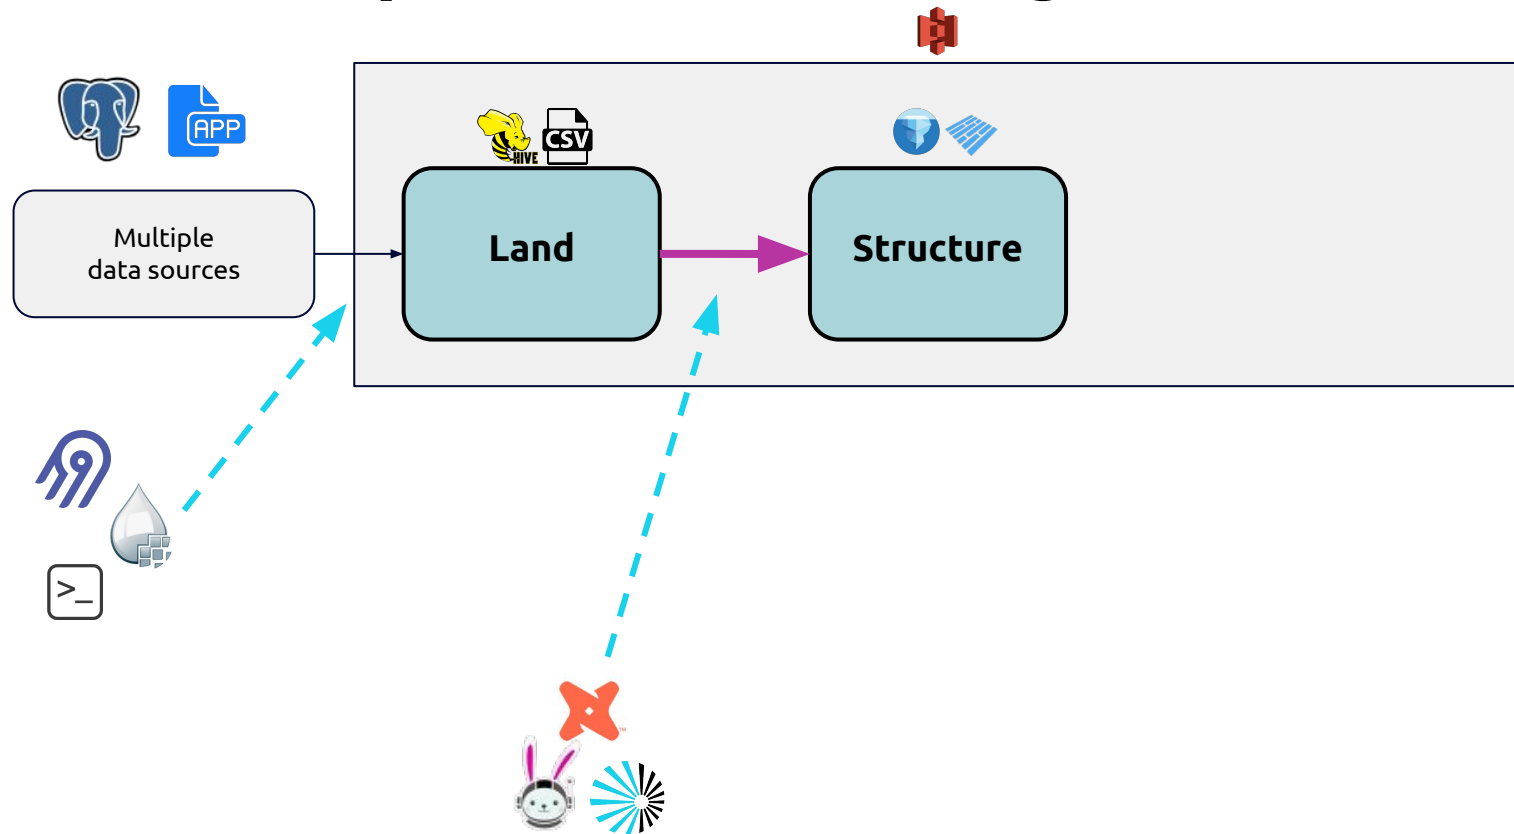 APP
HIVE
CSV
Multiple
data sources
Land
Structure
>_